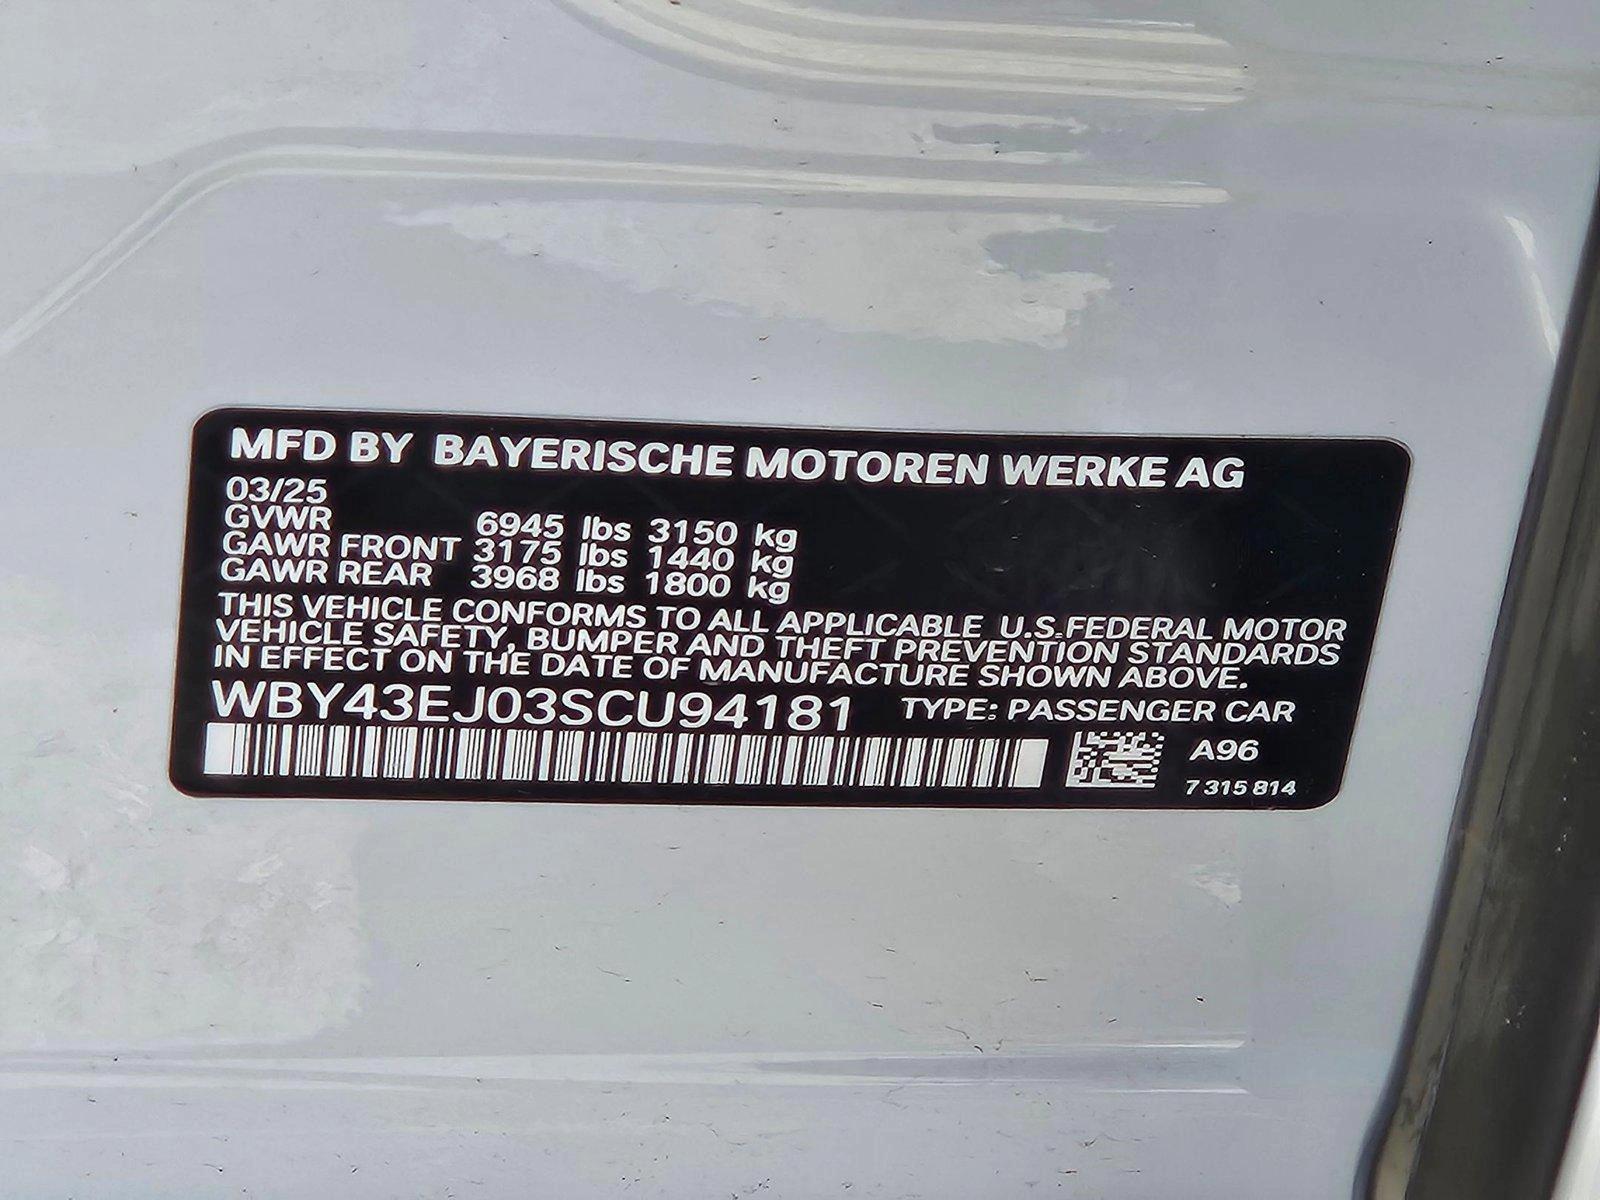 MFD BY BAYERISCHE MOTOREN WERKE AG
03/25
GVWR 6945 lbs 3150 kg
GAWR FRONT 3175 lbs 1440 kg
GAWR REAR 3968 lbs 1800 kg
THIS VEHICLE CONFORMS TO ALL APPLICABLE U.S.FEDERAL MOTOR
VEHICLE SAFETY, BUMPER AND THEFT PREVENTION STANDARDS
IN EFFECT ON THE DATE OF MANUFACTURE SHOWN ABOVE.
WBY43EJ03SCU94181 TYPE: PASSENGER CAR
A96
7 315 814